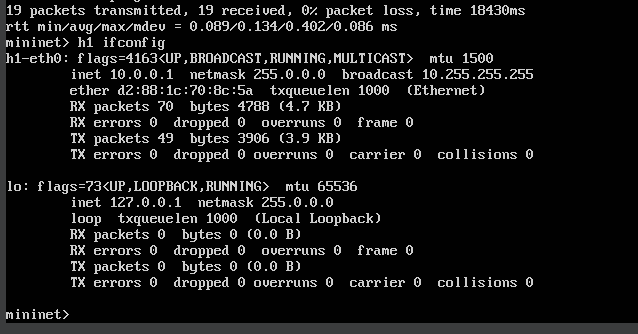 19 packets transmitted, 19 received, 0% packet loss, time 18430ms
rtt min/avg/max/mdev = 0.089/0.134/0.402/0.086 ms
mininet> h1 ifconfig
h1-eth0: flags=4163<UP,BROADCAST,RUNNING,MULTICAST>  mtu 1500
        inet 10.0.0.1  netmask 255.0.0.0  broadcast 10.255.255.255
        ether d2:88:1c:70:8c:5a  txqueuelen 1000  (Ethernet)
        RX packets 70  bytes 4788 (4.7 KB)
        RX errors 0  dropped 0  overruns 0  frame 0
        TX packets 49  bytes 3906 (3.9 KB)
        TX errors 0  dropped 0 overruns 0  carrier 0  collisions 0

lo: flags=73<UP,LOOPBACK,RUNNING>  mtu 65536
        inet 127.0.0.1  netmask 255.0.0.0
        loop  txqueuelen 1000  (Local Loopback)
        RX packets 0  bytes 0 (0.0 B)
        RX errors 0  dropped 0  overruns 0  frame 0
        TX packets 0  bytes 0 (0.0 B)
        TX errors 0  dropped 0 overruns 0  carrier 0  collisions 0

mininet>